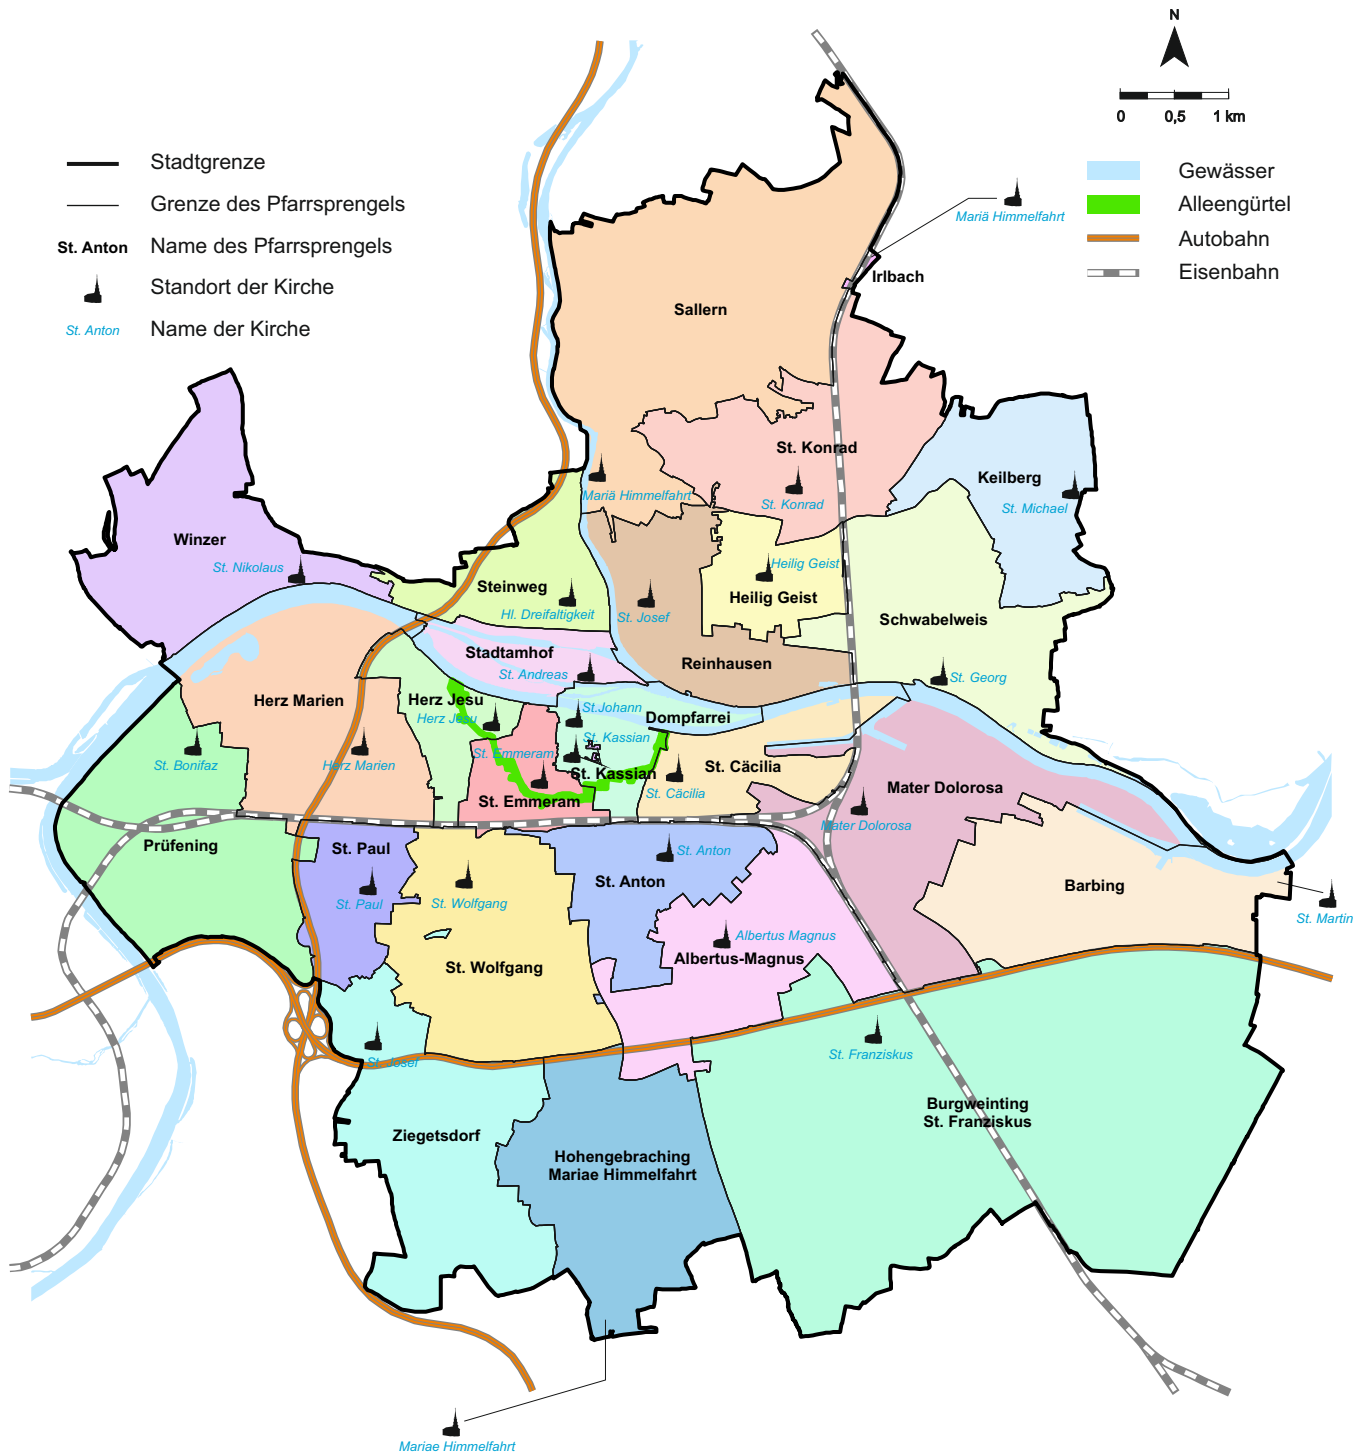 N
0 0,5 1 km
Stadtgrenze
Grenze des Pfarrsprengels
St. Anton Name des Pfarrsprengels
Standort der Kirche
St. Anton Name der Kirche
Gewässer
Alleengürtel
Autobahn
Eisenbahn
Mariä Himmelfahrt
Irlbach
Sallern
St. Konrad
St. Konrad
Mariä Himmelfahrt
Keilberg
St. Michael
Winzer
St. Nikolaus
Steinweg
Hl. Dreifaltigkeit
St. Josef
Heilig Geist
Heilig Geist
Schwabelweis
Stadtamhof
St. Andreas
Reinhausen
St. Georg
Herz Marien
Herz Jesu
Herz Jesu
St.Johann
Dompfarrei
St. Kassian
St. Bonifaz
Herz Marien
St. Emmeram
St. Kassian
St. Cäcilia
St. Cäcilia
St. Emmeram
Mater Dolorosa
Mater Dolorosa
Prüfening
St. Paul
St. Paul
St. Wolfgang
St. Anton
St. Anton
Barbing
St. Martin
Albertus Magnus
Albertus-Magnus
St. Wolfgang
St. Josef
St. Franziskus
Burgweinting
St. Franziskus
Ziegetsdorf
Hohengebraching
Mariae Himmelfahrt
Mariae Himmelfahrt